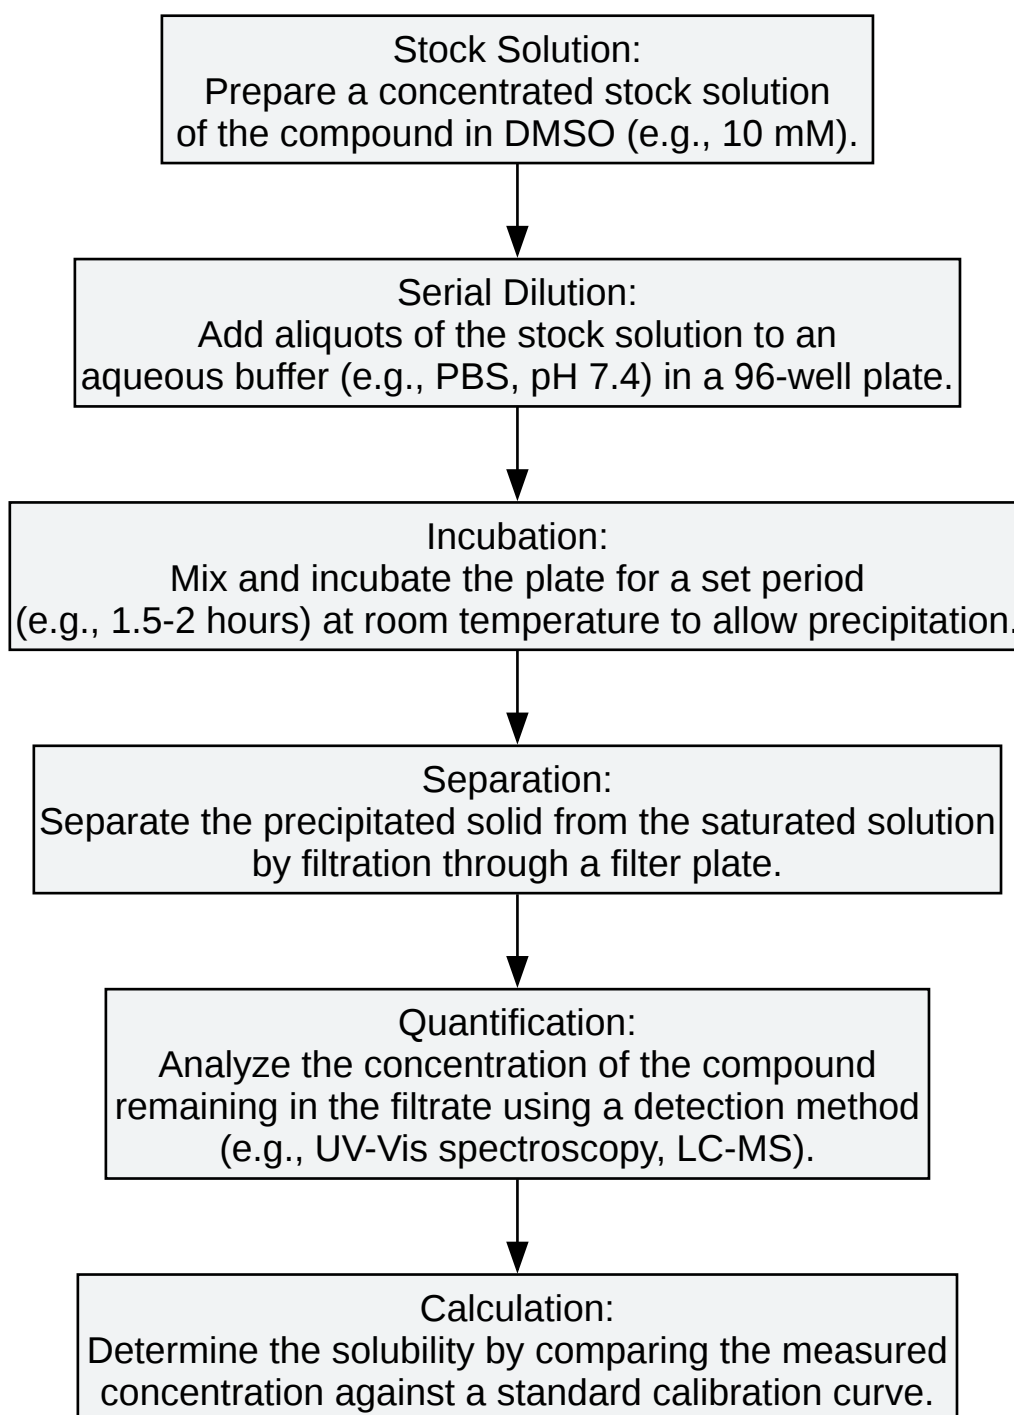 Stock Solution:
Prepare a concentrated stock solution
of the compound in DMSO (e.g., 10 mM).
Serial Dilution:
Add aliquots of the stock solution to an
aqueous buffer (e.g., PBS, pH 7.4) in a 96-well plate.
Incubation:
Mix and incubate the plate for a set period
(e.g., 1.5-2 hours) at room temperature to allow precipitation.
Separation:
Separate the precipitated solid from the saturated solution
by filtration through a filter plate.
Quantification:
Analyze the concentration of the compound
remaining in the filtrate using a detection method
(e.g., UV-Vis spectroscopy, LC-MS).
Calculation:
Determine the solubility by comparing the measured
concentration against a standard calibration curve.